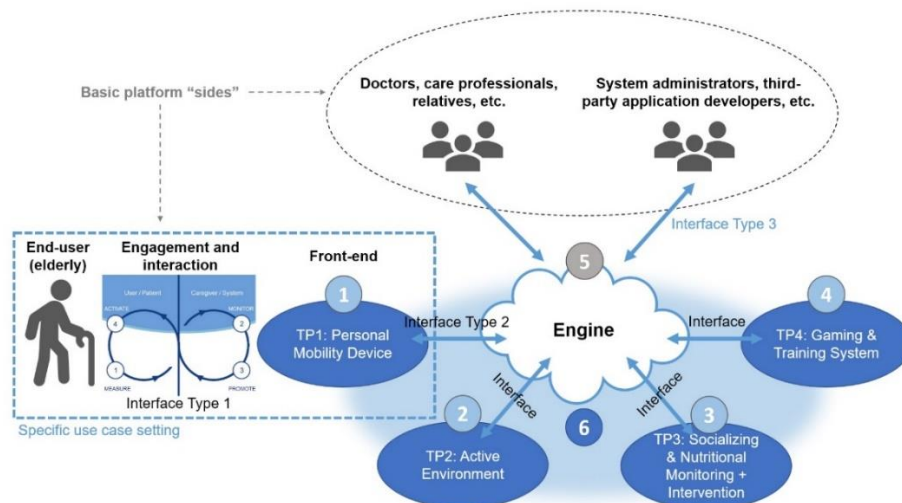 Basic platform “sides”
Doctors, care professionals,
relatives, etc.
System administrators, third-
party application developers, etc.
Interface Type 3
End-user
(elderly)
Engagement and
interaction
Front-end
User / Patient
Caregiver / System
ACTIVATE
MONITOR
4
2
1
3
MEASURE
PROMOTE
Interface Type 1
1
TP1: Personal
Mobility Device
Interface Type 2
5
Engine
Interface
4
TP4: Gaming &
Training System
Interface
Interface
Specific use case setting
2
TP2: Active
Environment
6
3
TP3: Socializing
& Nutritional
Monitoring +
Intervention